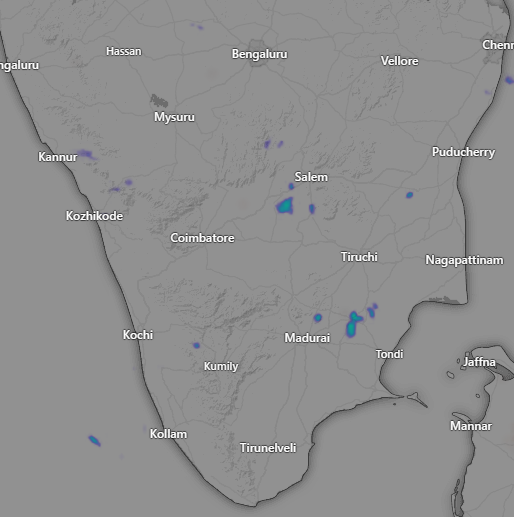 Hassan
Bengaluru
Chenn
ngaluru
Vellore
Mysuru
Kannur
Puducherry
Salem
Kozhikode
Coimbatore
Tiruchi
Nagapattinam
Kochi
Madurai
Tondi
Kumily
Jaffna
Mannar
Kollam
Tirunelveli